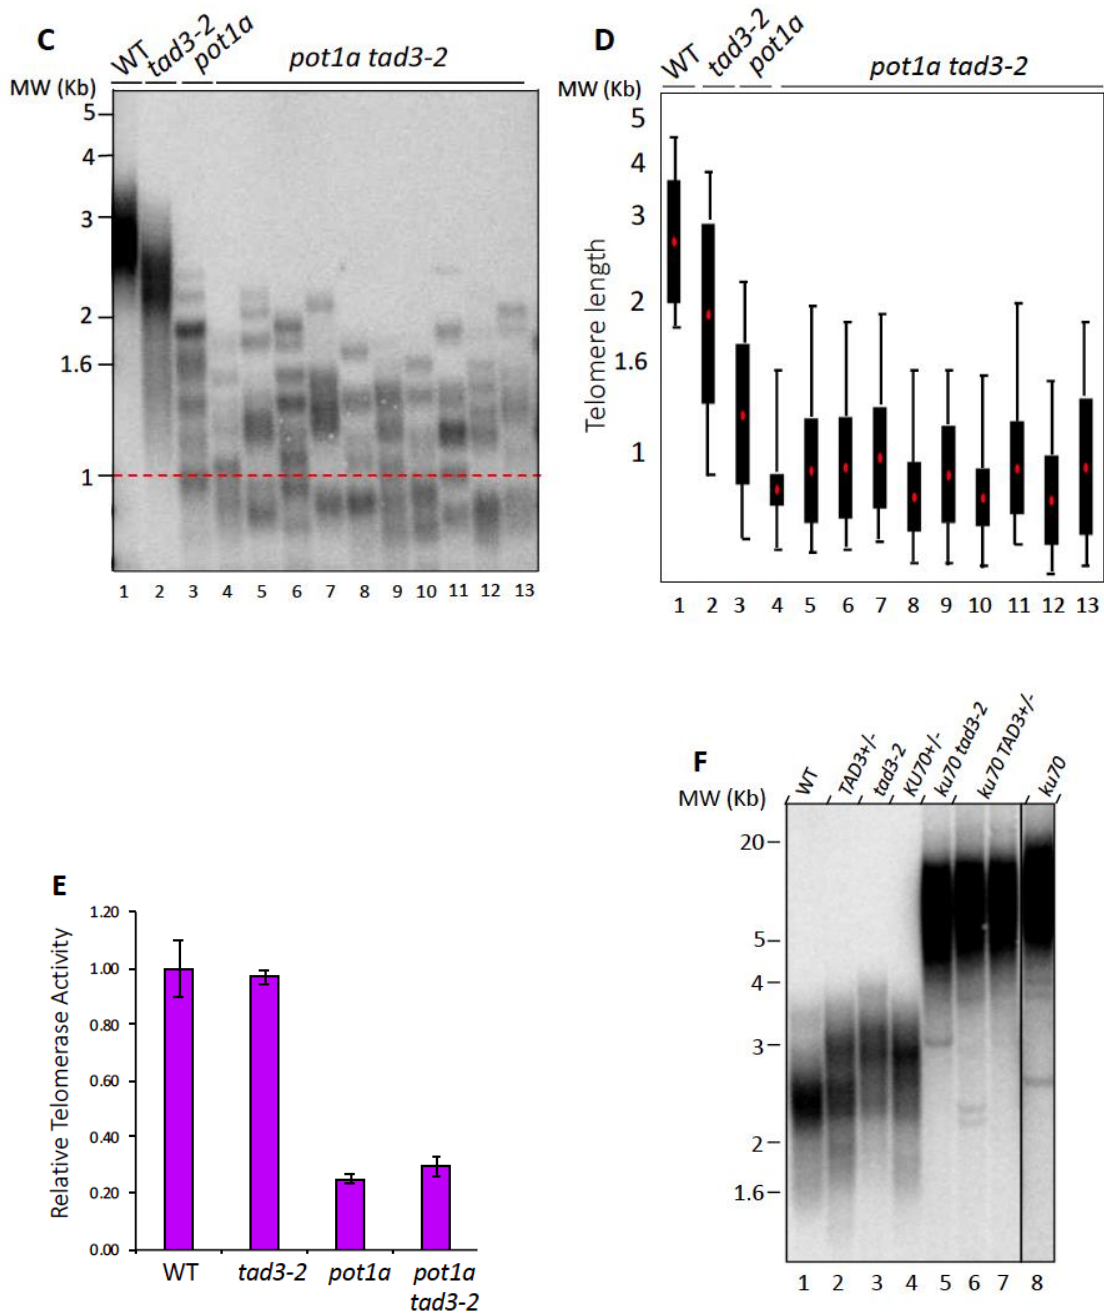 C
WT
tad3-2
pot1a
pot1a tad3-2
MW (Kb)
5
4
3
2
1.6
1
1 2 3 4 5 6 7 8 9 10 11 12 13
D
WT
tad3-2
pot1a
pot1a tad3-2
MW (Kb)
Telomere length
5
4
3
2
1.6
1
1 2 3 4 5 6 7 8 9 10 11 12 13
E
Relative Telomerase Activity
1.20
1.00
0.80
0.60
0.40
0.20
0.00
WT tad3-2 pot1a pot1a
tad3-2
F
WT
TAD3+/-
tad3-2
KU70+/-
ku70 tad3-2
ku70 TAD3+/-
ku70
MW (Kb)
20
5
4
3
2
1.6
1 2 3 4 5 6 7 8